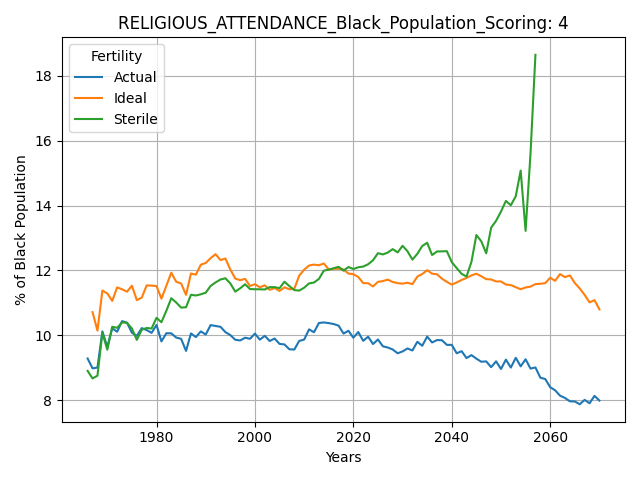 RELIGIOUS_ATTENDANCE_Black_Population_Scoring: 4
Fertility
Actual
Ideal
Sterile
% of Black Population
18
16
14
12
10
8
1980
2000
2020
2040
2060
Years